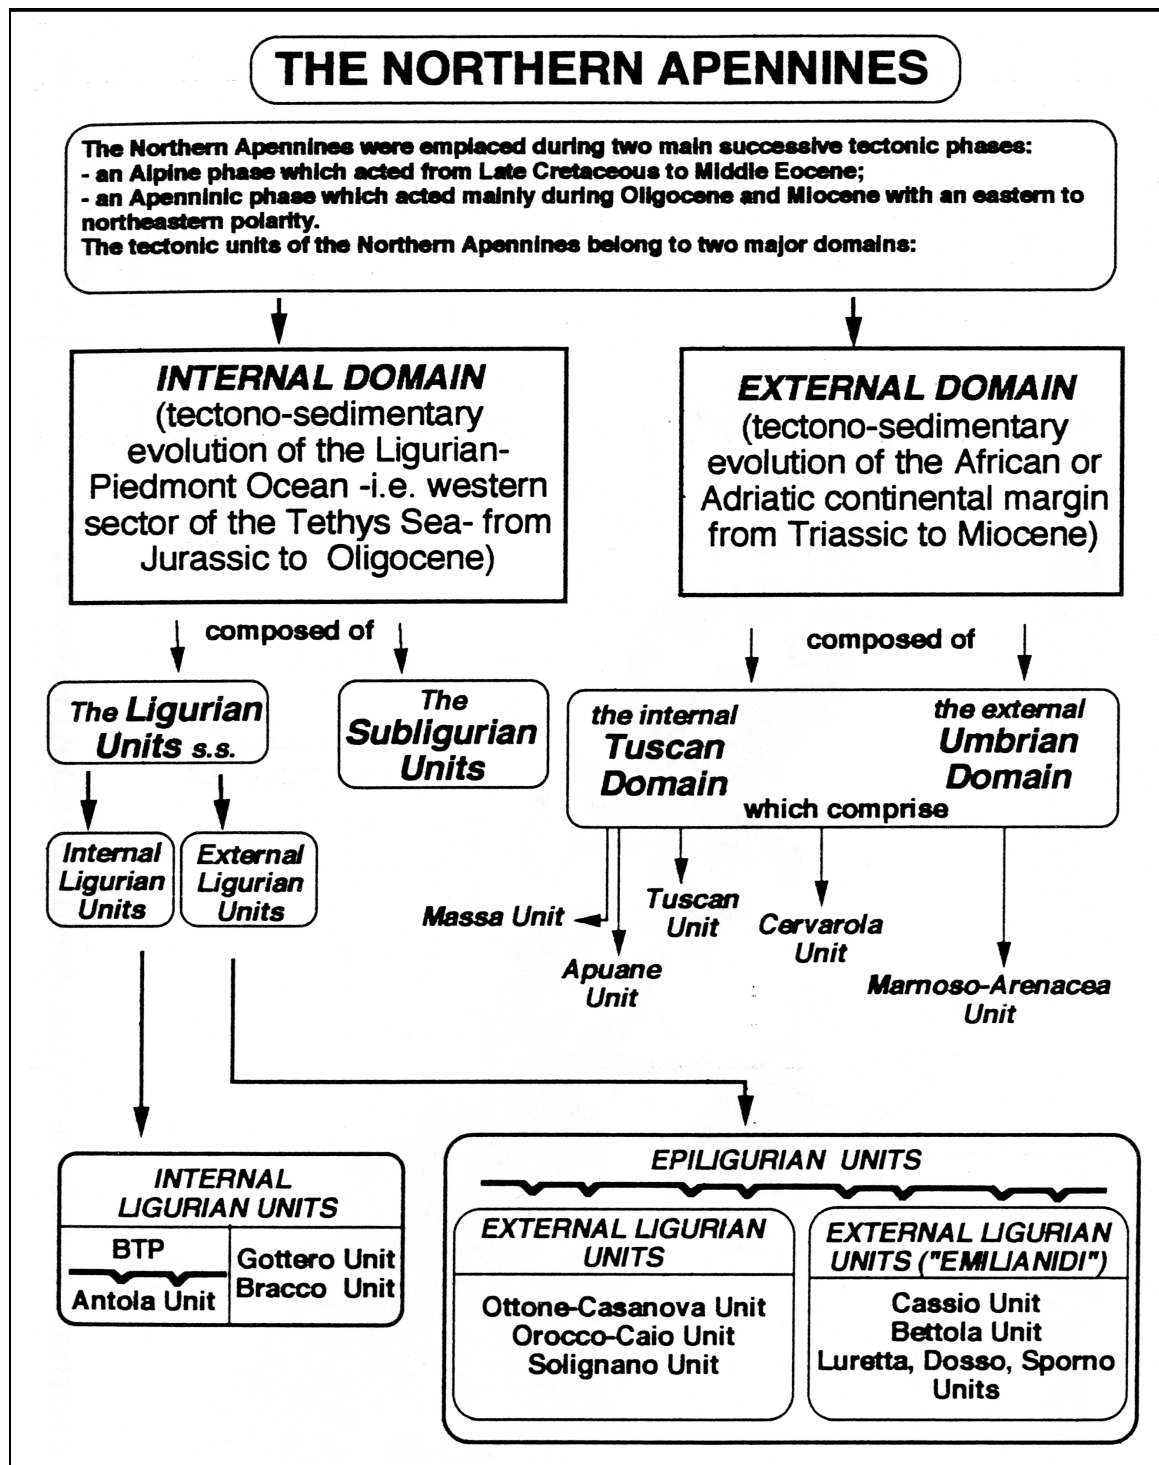 THE NORTHERN APENNINES
The Northern Apennines were emplaced during two main successive tectonic phases:
- an Alpine phase which acted from Late Cretaceous to Middle Eocene;
- an Apenninic phase which acted mainly during Oligocene and Miocene with an eastern to
northeastern polarity.
The tectonic units of the Northern Apennines belong to two major domains:
INTERNAL DOMAIN
(tectono-sedimentary
evolution of the Ligurian-
Piedmont Ocean -i.e. western
sector of the Tethys Sea- from
Jurassic to Oligocene)
EXTERNAL DOMAIN
(tectono-sedimentary
evolution of the African or
Adriatic continental margin
from Triassic to Miocene)
composed of
The Ligurian
Units s.s.
The
Subligurian
Units
composed of
the internal
Tuscan
Domain
the external
Umbrian
Domain
which comprise
Internal
Ligurian
Units
External
Ligurian
Units
Massa Unit
Apuane
Unit
Tuscan
Unit
Cervarola
Unit
Marnoso-Arenacea
Unit
INTERNAL
LIGURIAN UNITS
BTP
Antola Unit
Gottero Unit
Bracco Unit
EPILIGURIAN UNITS
EXTERNAL LIGURIAN
UNITS
Ottone-Casanova Unit
Orocco-Caio Unit
Solignano Unit
EXTERNAL LIGURIAN
UNITS ("EMILIANIDI")
Cassio Unit
Bettola Unit
Luretta, Dosso, Sporno
Units